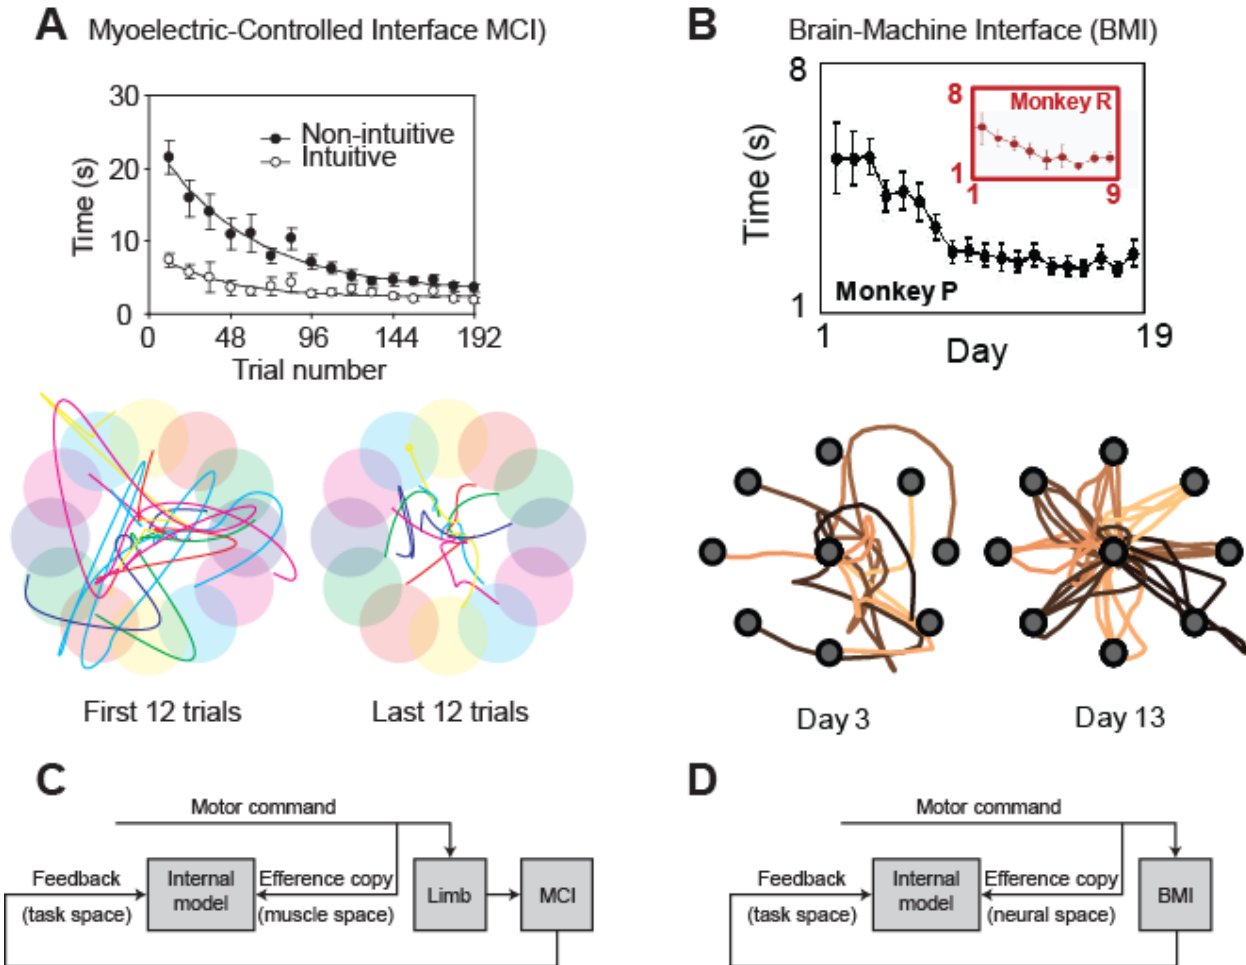 A Myoelectric-Controlled Interface MCI)
30
20
10
0
Time (s)
Non-intuitive
Intuitive
0 48 96 144 192
Trial number
First 12 trials
Last 12 trials
B Brain-Machine Interface (BMI)
8
1
Time (s)
8
1
Monkey R
1 9
Monkey P
1 19
Day
Day 3
Day 13
C
Motor command
Feedback
(task space)
Internal
model
Efference copy
(muscle space)
Limb
MCI
D
Motor command
Feedback
(task space)
Internal
model
Efference copy
(neural space)
BMI